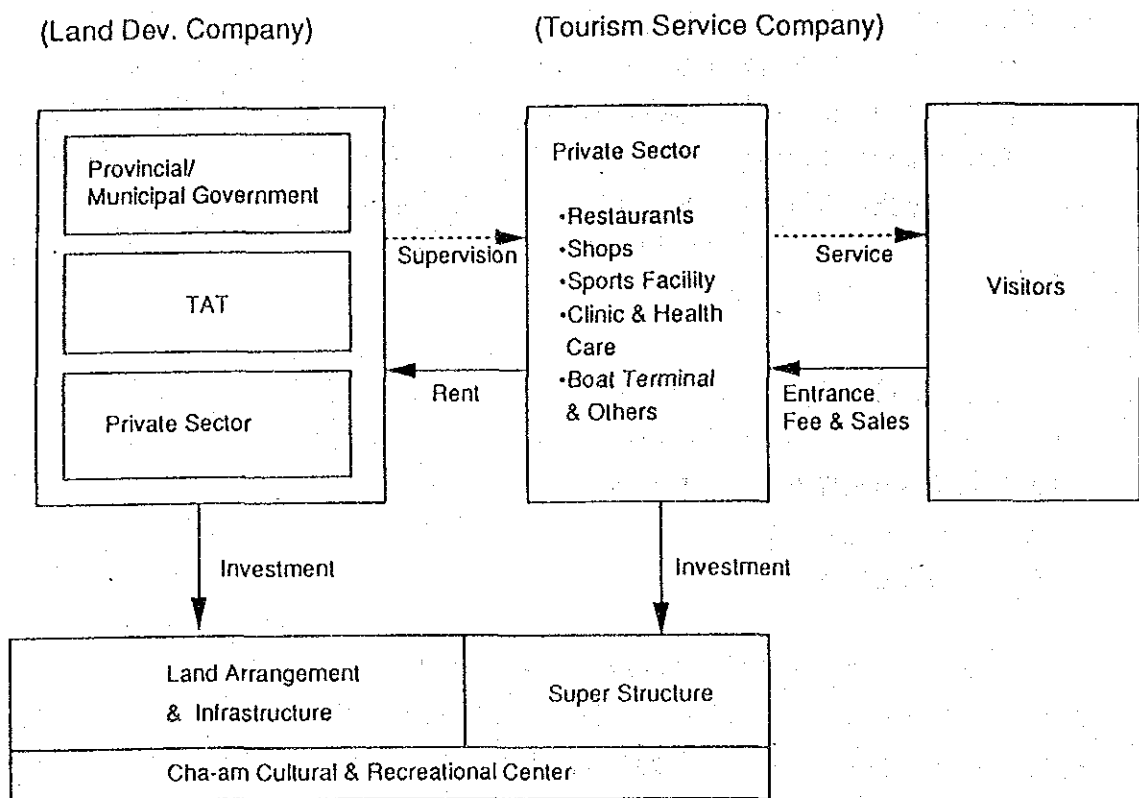 (Land Dev. Company)
(Tourism Service Company)
Provincial/
Municipal Government
TAT
Private Sector
Supervision
Rent
Private Sector
•Restaurants
•Shops
•Sports Facility
•Clinic & Health
Care
•Boat Terminal
& Others
Service
Entrance
Fee & Sales
Visitors
Investment
Investment
Land Arrangement
& Infrastructure
Super Structure
Cha-am Cultural & Recreational Center